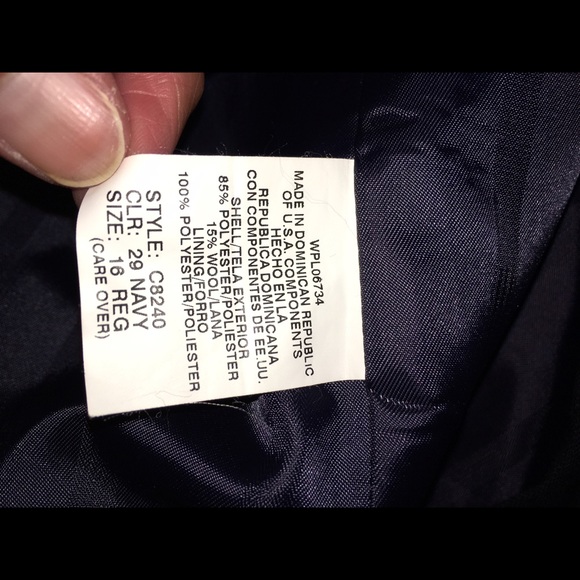 WPL06734
MADE IN DOMINICAN REPUBLIC
OF U.S.A. COMPONENTS
HECHO EN LA
REPUBLICA DOMINICANA
CON COMPONENTES DE EE.UU.
SHELL/TELA EXTERIOR
85% POLYESTER/POLIESTER
15% WOOL/LANA
LINING/FORRO
100% POLYESTER/POLIESTER
STYLE: C8240
CLR: 29 NAVY
SIZE: 16 REG
(CARE OVER)